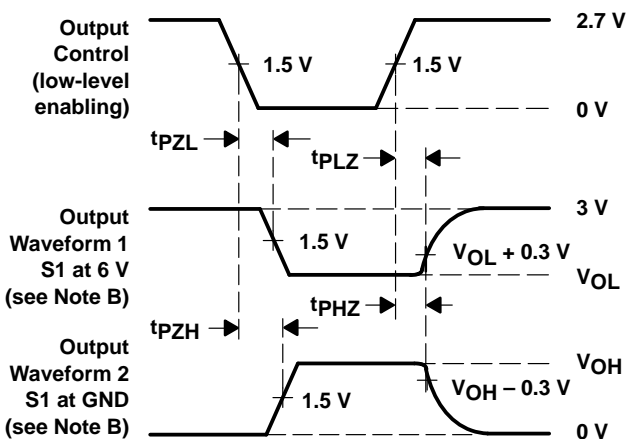 Output
Control
(low-level
enabling)
2.7 V
1.5 V
1.5 V
0 V
tPZL
tPLZ
Output
Waveform 1
S1 at 6 V
(see Note B)
3 V
1.5 V
VOL + 0.3 V
VOL
tPHZ
tPZH
Output
Waveform 2
S1 at GND
(see Note B)
VOH
1.5 V
VOH – 0.3 V
0 V